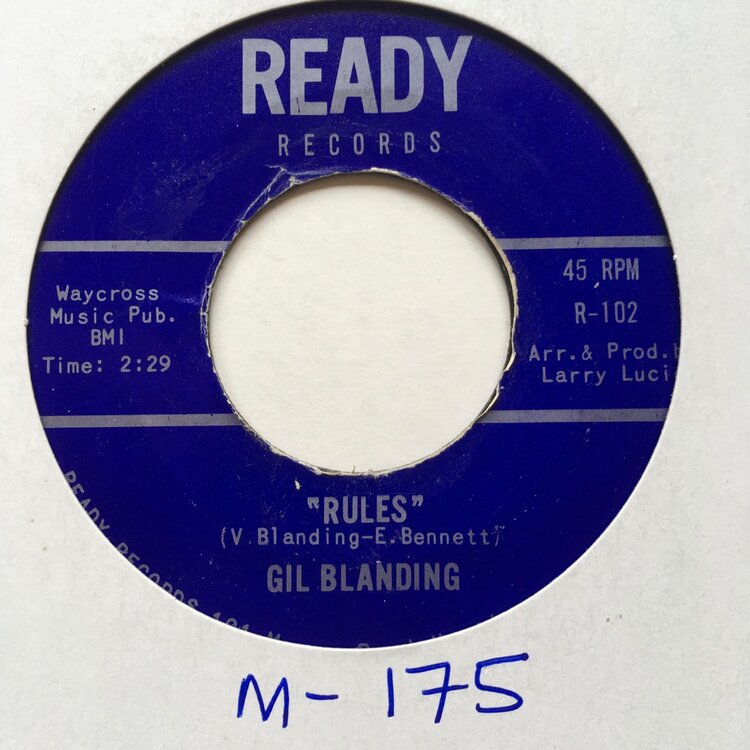 READY
RECORDS
Waycross
Music Pub.
BMI
Time: 2:29
45 RPM
R-102
Arr.& Prod.
Larry Luci
"RULES"
(V.Blanding-E.Bennett)
GIL BLANDING
READY RECORDS
M- 175